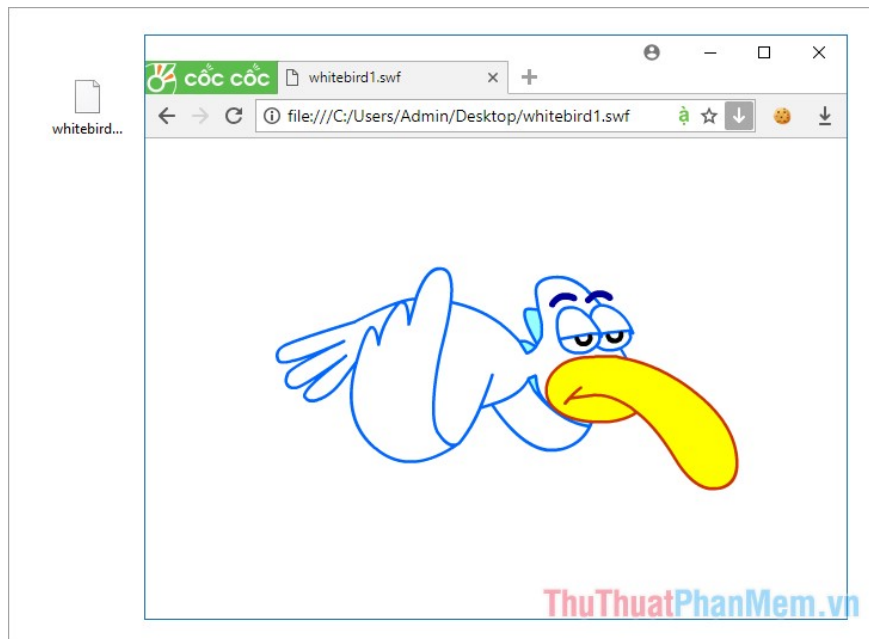 cốc cốc
whitebird1.swf
file:///C:/Users/Admin/Desktop/whitebird1.swf
ạ̀
whitebird...
ThuThuatPhanMem.vn